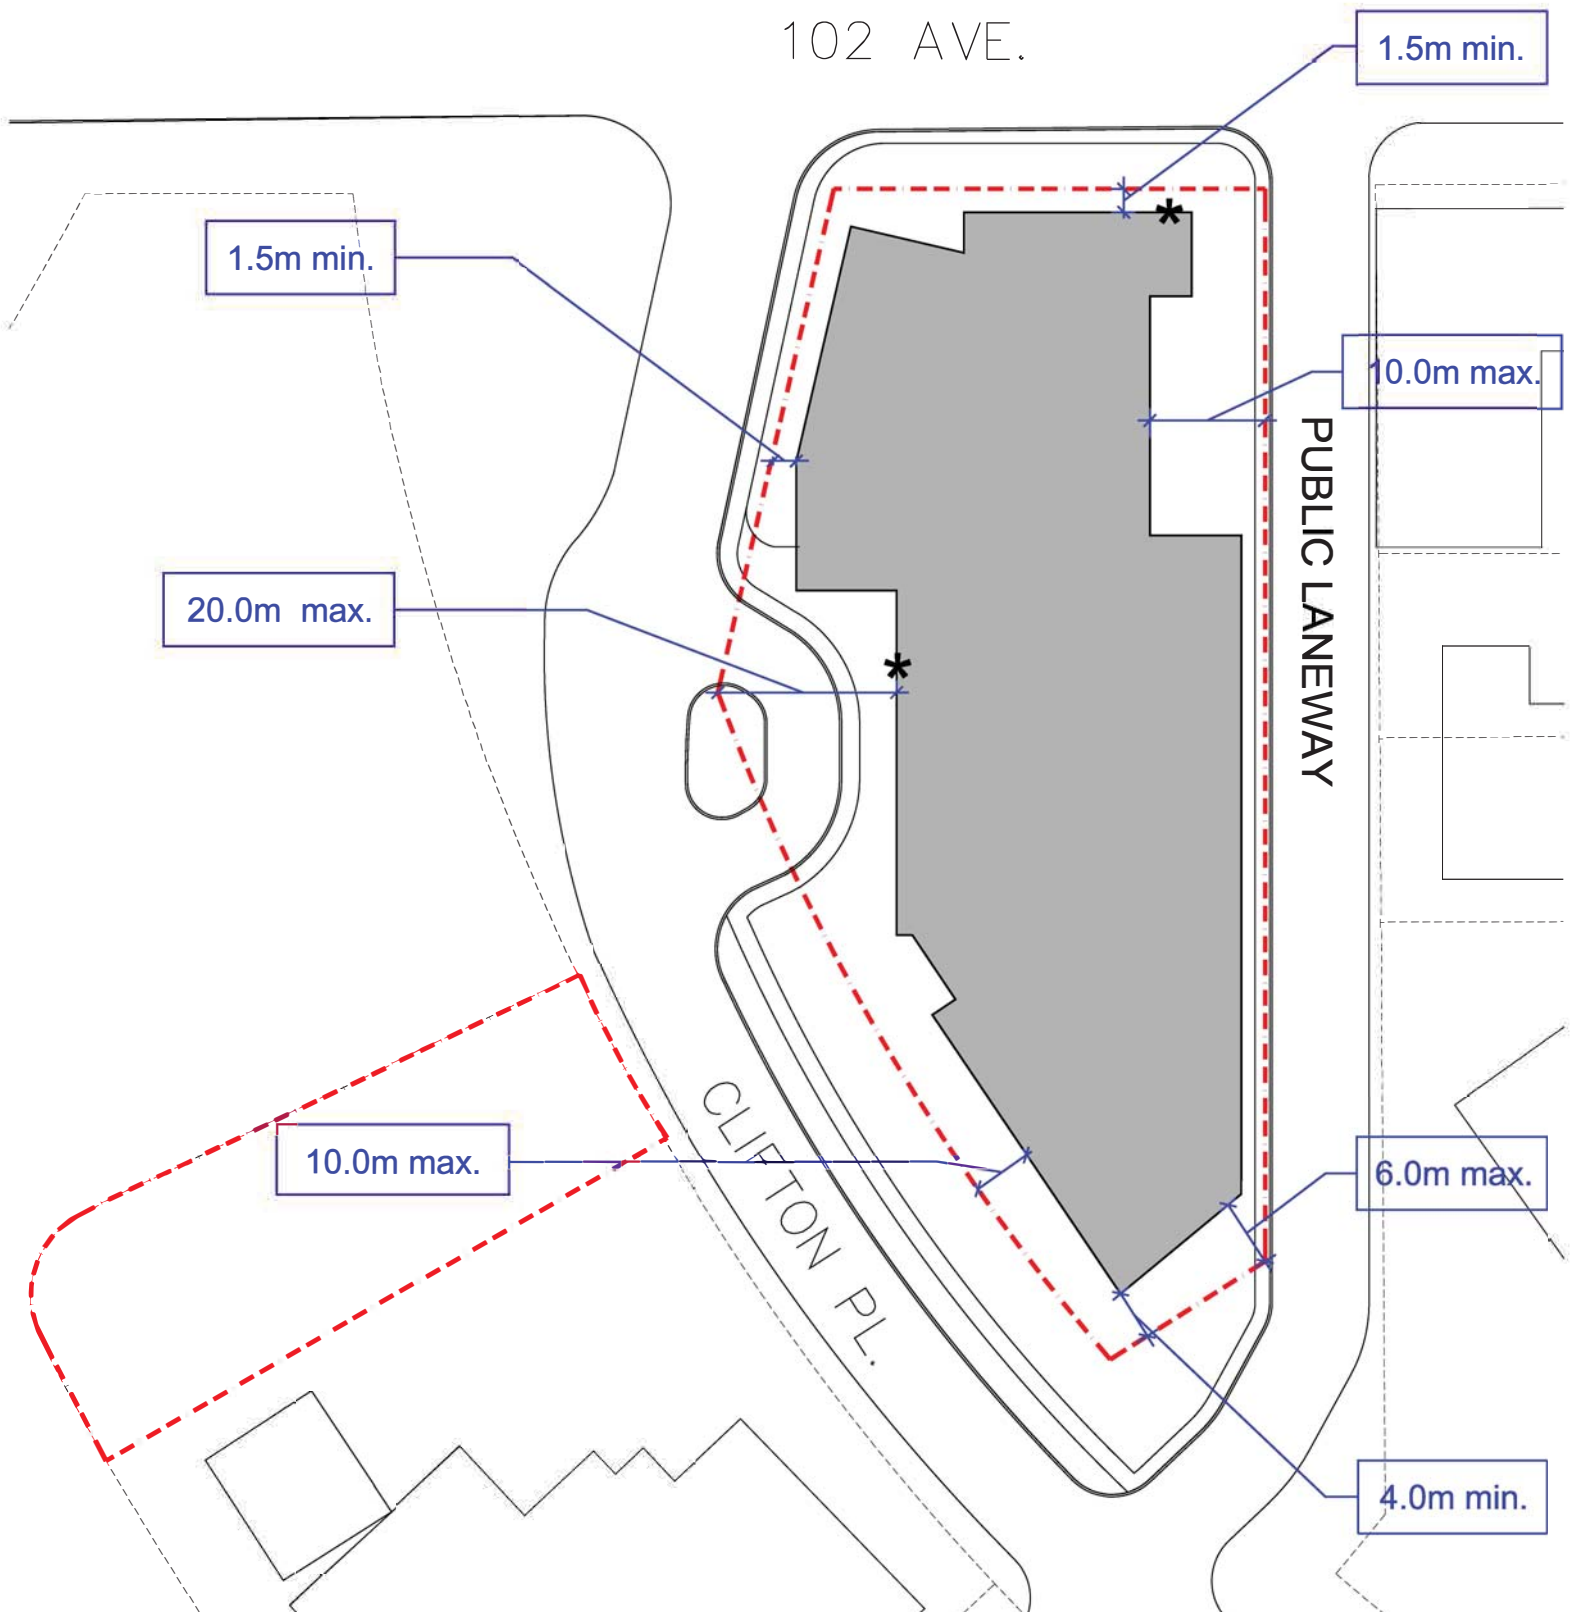 102 AVE.
1.5m min.
1.5m min.
*
10.0m max.
PUBLIC LANEWAY
20.0m max.
*
CLIFTON PL.
10.0m max.
6.0m max.
4.0m min.